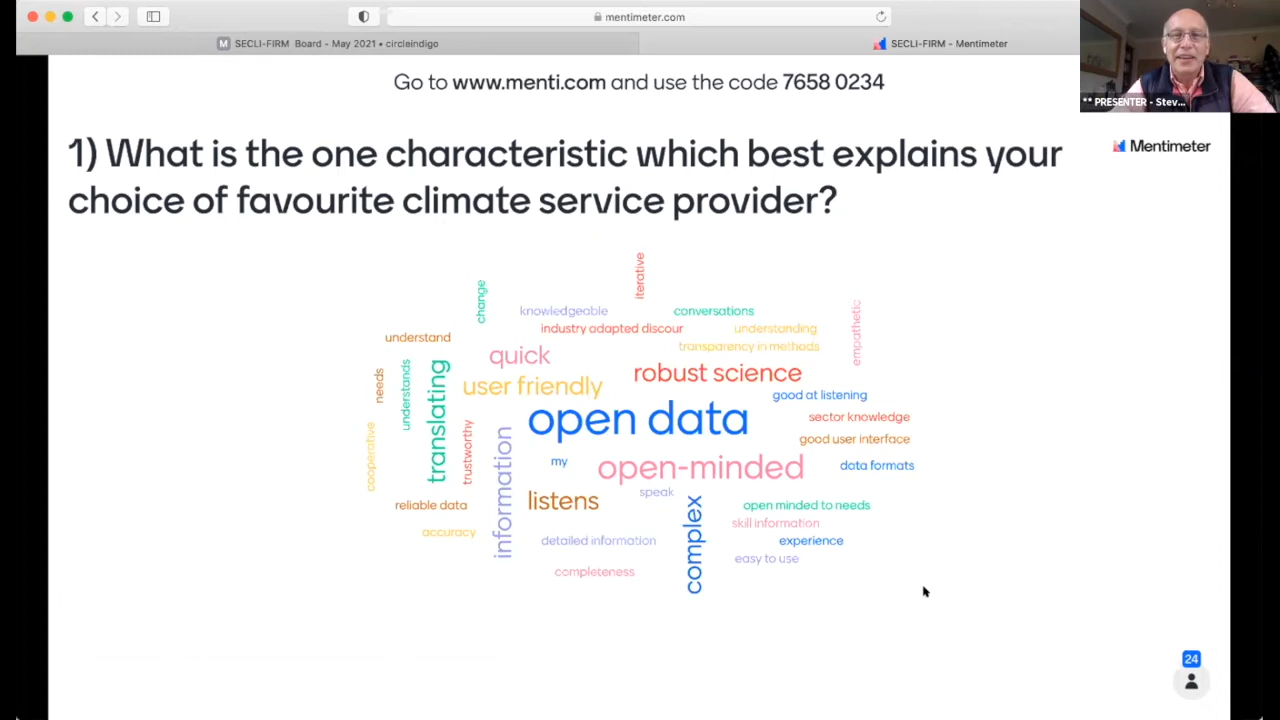 mentimeter.com
M SECLI-FIRM Board - May 2021 • circleindigo
SECLI-FIRM - Mentimeter
** PRESENTER - Stev...
Go to www.menti.com and use the code 7658 0234
Mentimeter
1) What is the one characteristic which best explains your
choice of favourite climate service provider?
iterative
change
knowledgeable
conversations
empathetic
industry adapted discour
understanding
understand
transparency in methods
quick
robust science
needs
understands
translating
user friendly
good at listening
open data
sector knowledge
cooperative
trustworthy
information
good user interface
my
open-minded
data formats
reliable data
listens
speak
complex
open minded to needs
skill information
accuracy
detailed information
experience
easy to use
completeness
24